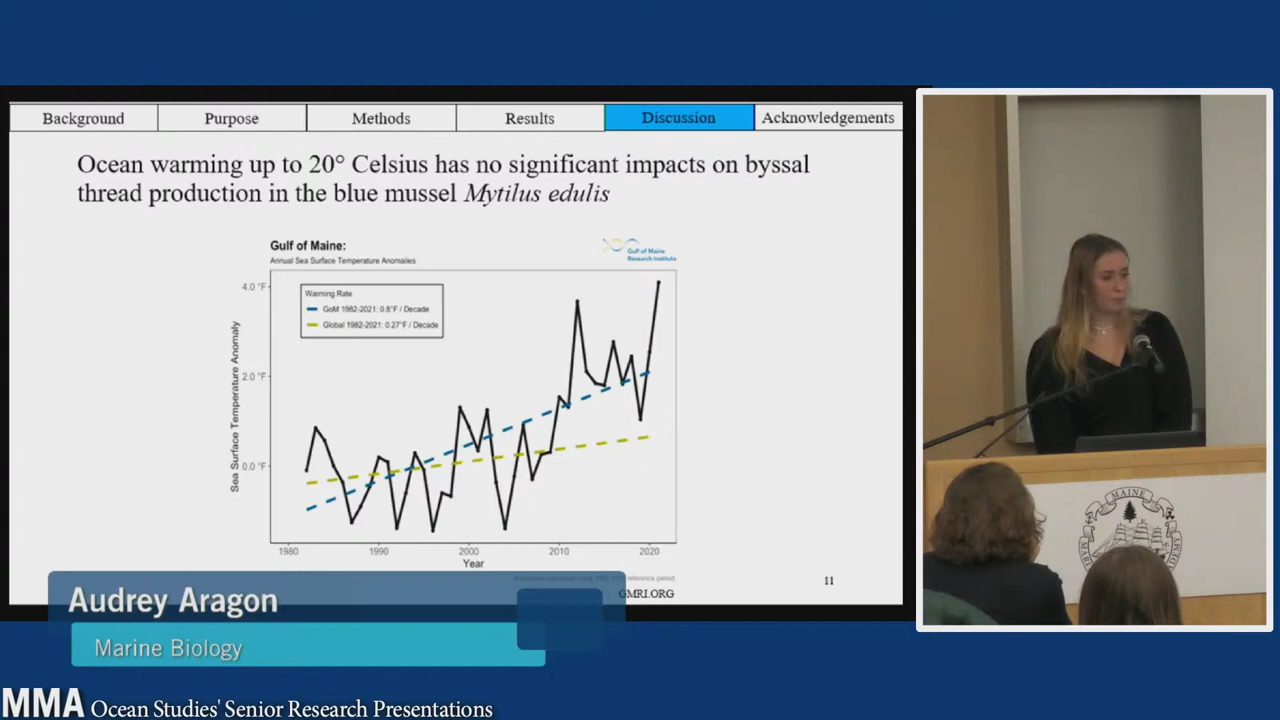 Background Purpose Methods Results Discussion Acknowledgements
Ocean warming up to 20° Celsius has no significant impacts on byssal
thread production in the blue mussel Mytilus edulis
Gulf of Maine:
Annual Sea Surface Temperature Anomalies
Gulf of Maine
Research Institute
Warming Rate
GoM 1982-2021: 0.8°F / Decade
Global 1982-2021: 0.27°F / Decade
Sea Surface Temperature Anomaly
4.0 °F
2.0 °F
0.0 °F
1980 1990 2000 2010 2020
Year
reference period
GMRI.ORG
11
MAINE
Audrey Aragon
Marine Biology
MMA Ocean Studies' Senior Research Presentations